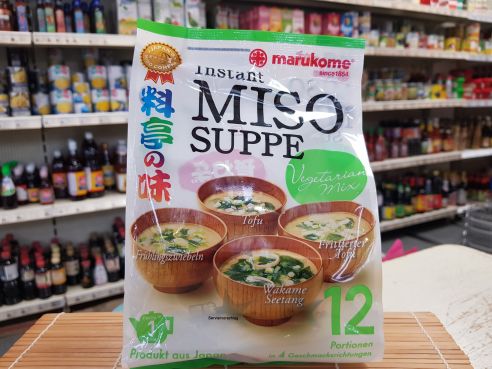 marukome®
since1854
Instant
MISO
SUPPE
料亭の味
Vegetarian
Mix
Tofu
Frühlingszwiebeln
Frittierter
Tofu
Wakame
Seetang
Serviervorschlag
12
Portionen
Produkt aus Japan
in 4 Geschmacksrichtungen